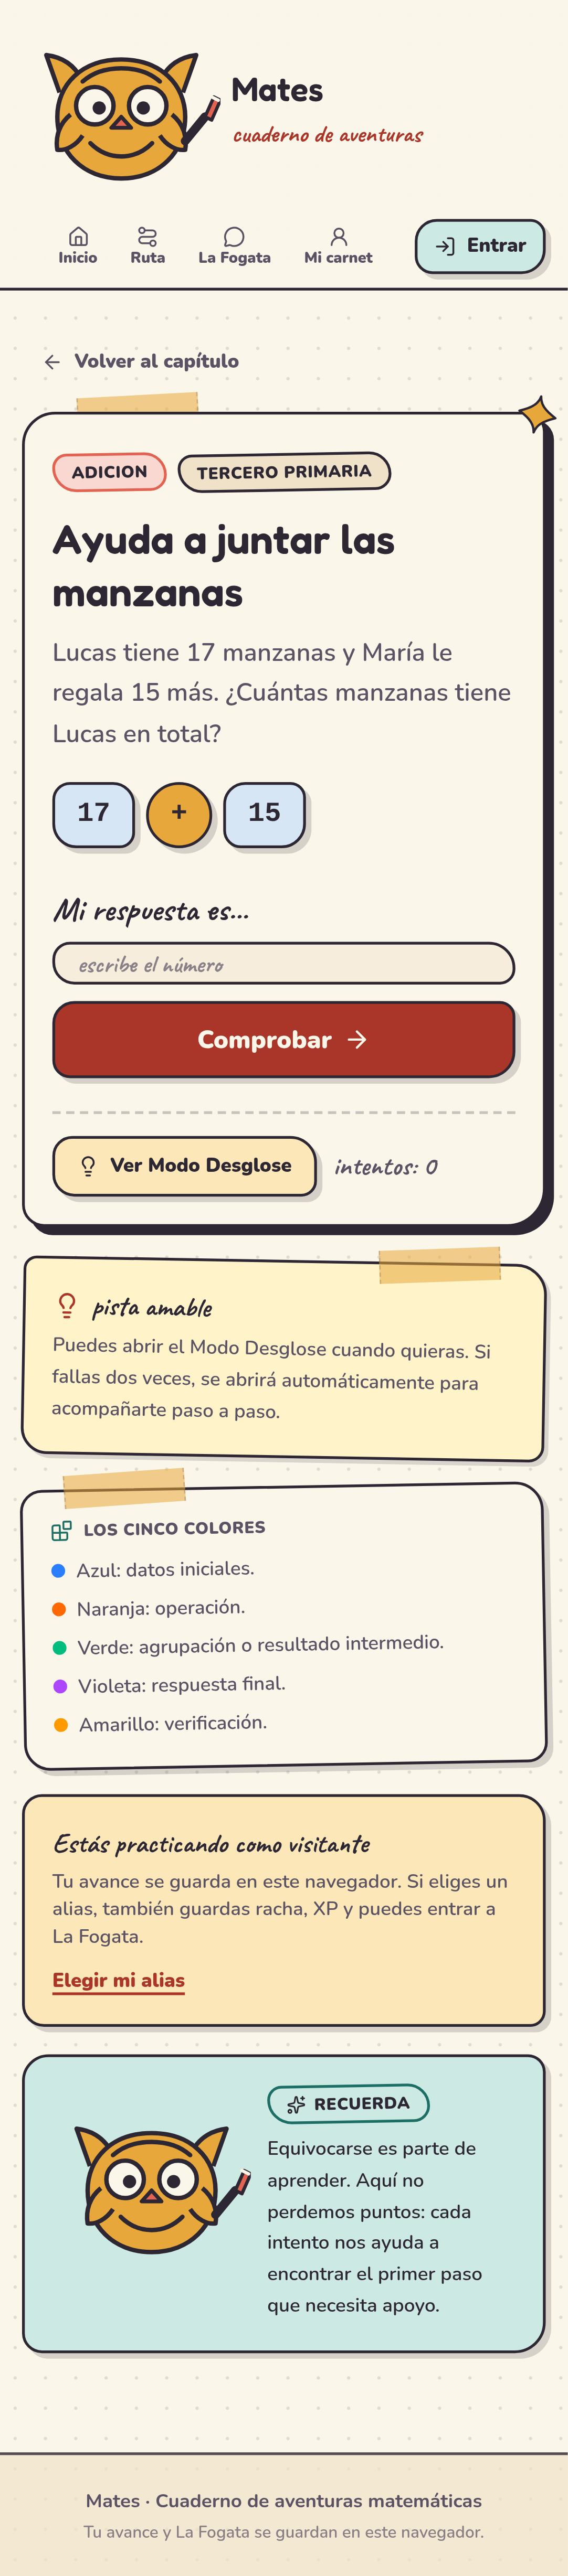 Mates
cuaderno de aventuras
Inicio
Ruta
La Fogata
Mi carnet
Entrar
Volver al capítulo
ADICION
TERCERO PRIMARIA
Ayuda a juntar las
manzanas
Lucas tiene 17 manzanas y María le
regala 15 más. ¿Cuántas manzanas tiene
Lucas en total?
17 + 15
Mi respuesta es...
escribe el número
Comprobar →
Ver Modo Desglose
intentos: 0
pista amable
Puedes abrir el Modo Desglose cuando quieras. Si
fallas dos veces, se abrirá automáticamente para
acompañarte paso a paso.
LOS CINCO COLORES
Azul: datos iniciales.
Naranja: operación.
Verde: agrupación o resultado intermedio.
Violeta: respuesta final.
Amarillo: verificación.
Estás practicando como visitante
Tu avance se guarda en este navegador. Si eliges un
alias, también guardas racha, XP y puedes entrar a
La Fogata.
Elegir mi alias
RECUERDA
Equivocarse es parte de
aprender. Aquí no
perdemos puntos: cada
intento nos ayuda a
encontrar el primer paso
que necesita apoyo.
Mates · Cuaderno de aventuras matemáticas
Tu avance y La Fogata se guardan en este navegador.